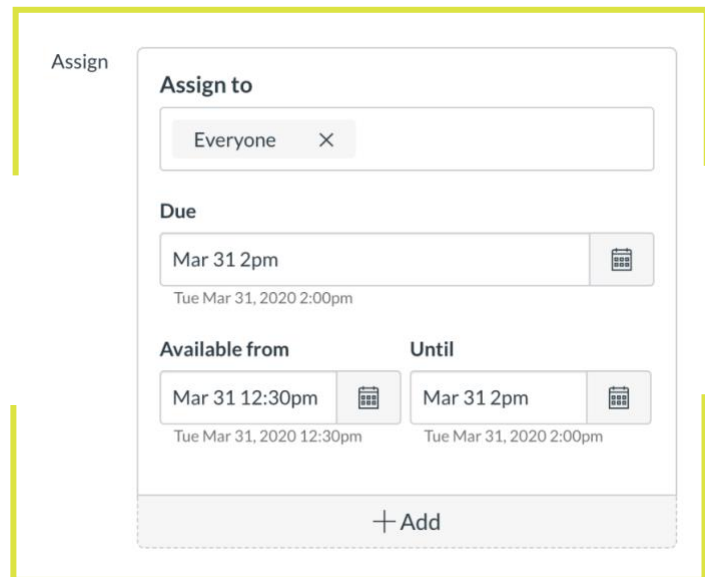 Assign
Assign to
Everyone
Due
Mar 31 2pm
Tue Mar 31, 2020 2:00pm
Available from Until
Mar 31 12:30pm Mar 31 2pm
Tue Mar 31, 2020 12:30pm Tue Mar 31, 2020 2:00pm
+ Add